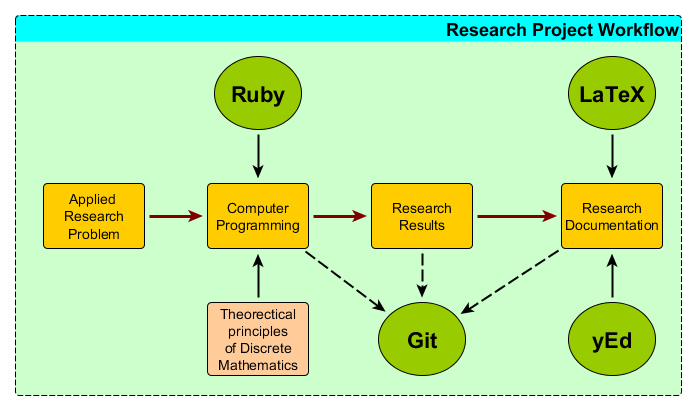 Research Project Workflow
Ruby
LaTeX
Applied
Research
Problem
Computer
Programming
Research
Results
Research
Documentation
Theorectical
principles
of Discrete
Mathematics
Git
yEd